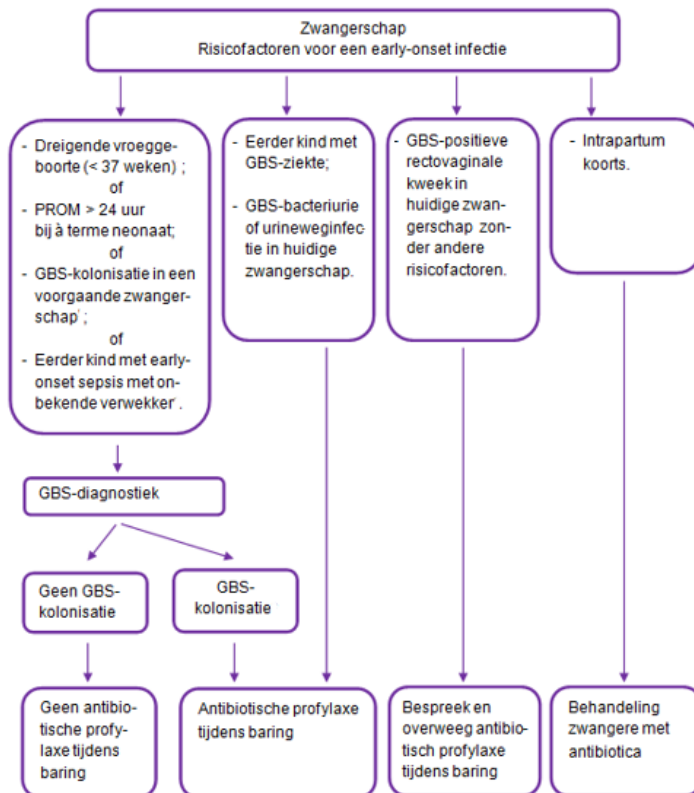 Zwangerschap
Risicofactoren voor een early-onset infectie
- Dreigende vroegge-
boorte (< 37 weken) ;
of
- PROM > 24 uur
bij à terme neonaat;
of
- GBS-kolonisatie in een
voorgaande zwanger-
schap' ;
of
- Eerder kind met early-
onset sepsis met on-
bekende verwekker' .
- Eerder kind met
GBS-ziekte;
- GBS-bacteriurie
of urineweginfec-
tie in huidige
zwangerschap.
- GBS-positieve
rectovaginale
kweek in
huidige zwan-
gerschap zon-
der andere
risicofactoren.
- Intrapartum
koorts.
GBS-diagnostiek
Geen GBS-
kolonisatie
GBS-
kolonisatie
Geen antibio-
tische profy-
laxe tijdens
baring
Antibiotische profylaxe
tijdens baring
Bespreek en
overweeg antibio-
tisch profylaxe
tijdens baring
Behandeling
zwangere met
antibiotica